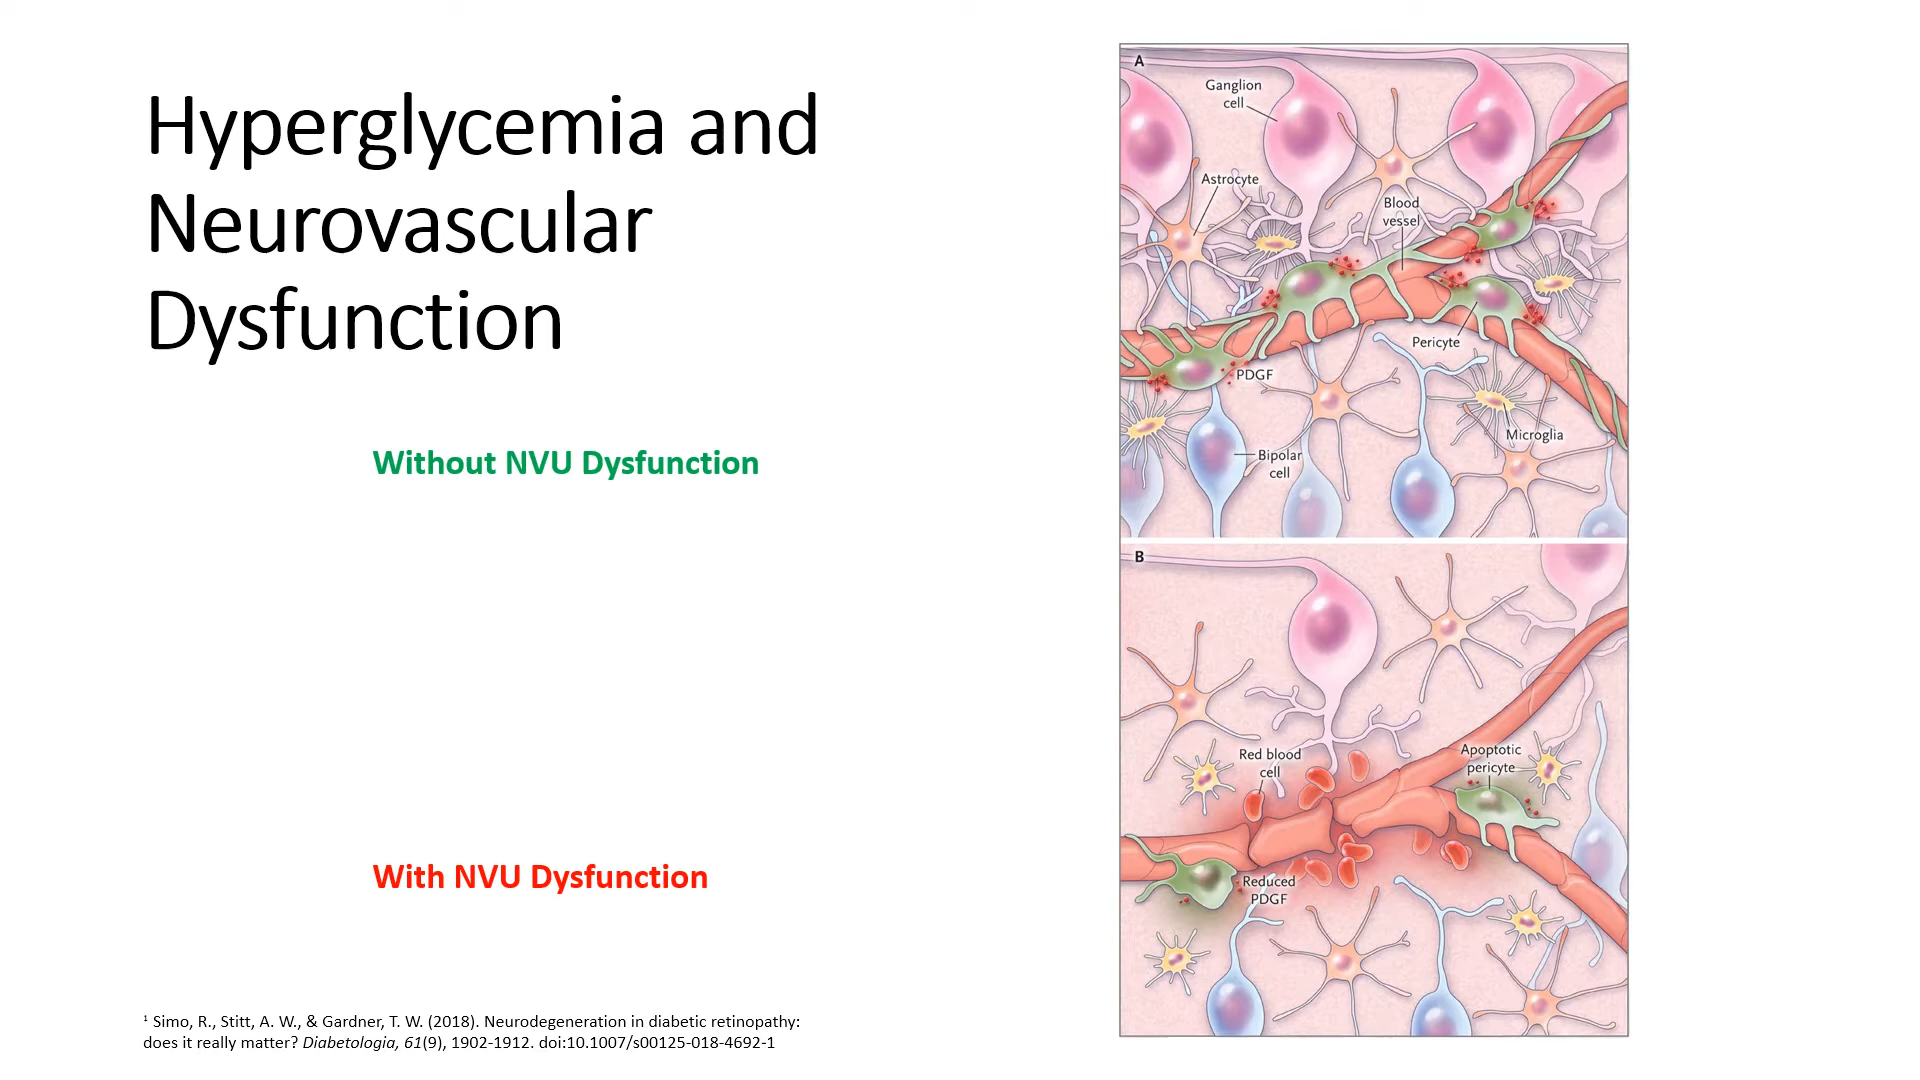 Hyperglycemia and
Neurovascular
Dysfunction
Without NVU Dysfunction
With NVU Dysfunction
¹ Simo, R., Stitt, A. W., & Gardner, T. W. (2018). Neurodegeneration in diabetic retinopathy:
does it really matter? Diabetologia, 61(9), 1902-1912. doi:10.1007/s00125-018-4692-1
A
Ganglion
cell
Astrocyte
Blood
vessel
Pericyte
PDGF
Microglia
Bipolar
cell
B
Red blood
cell
Apoptotic
pericyte
Reduced
PDGF